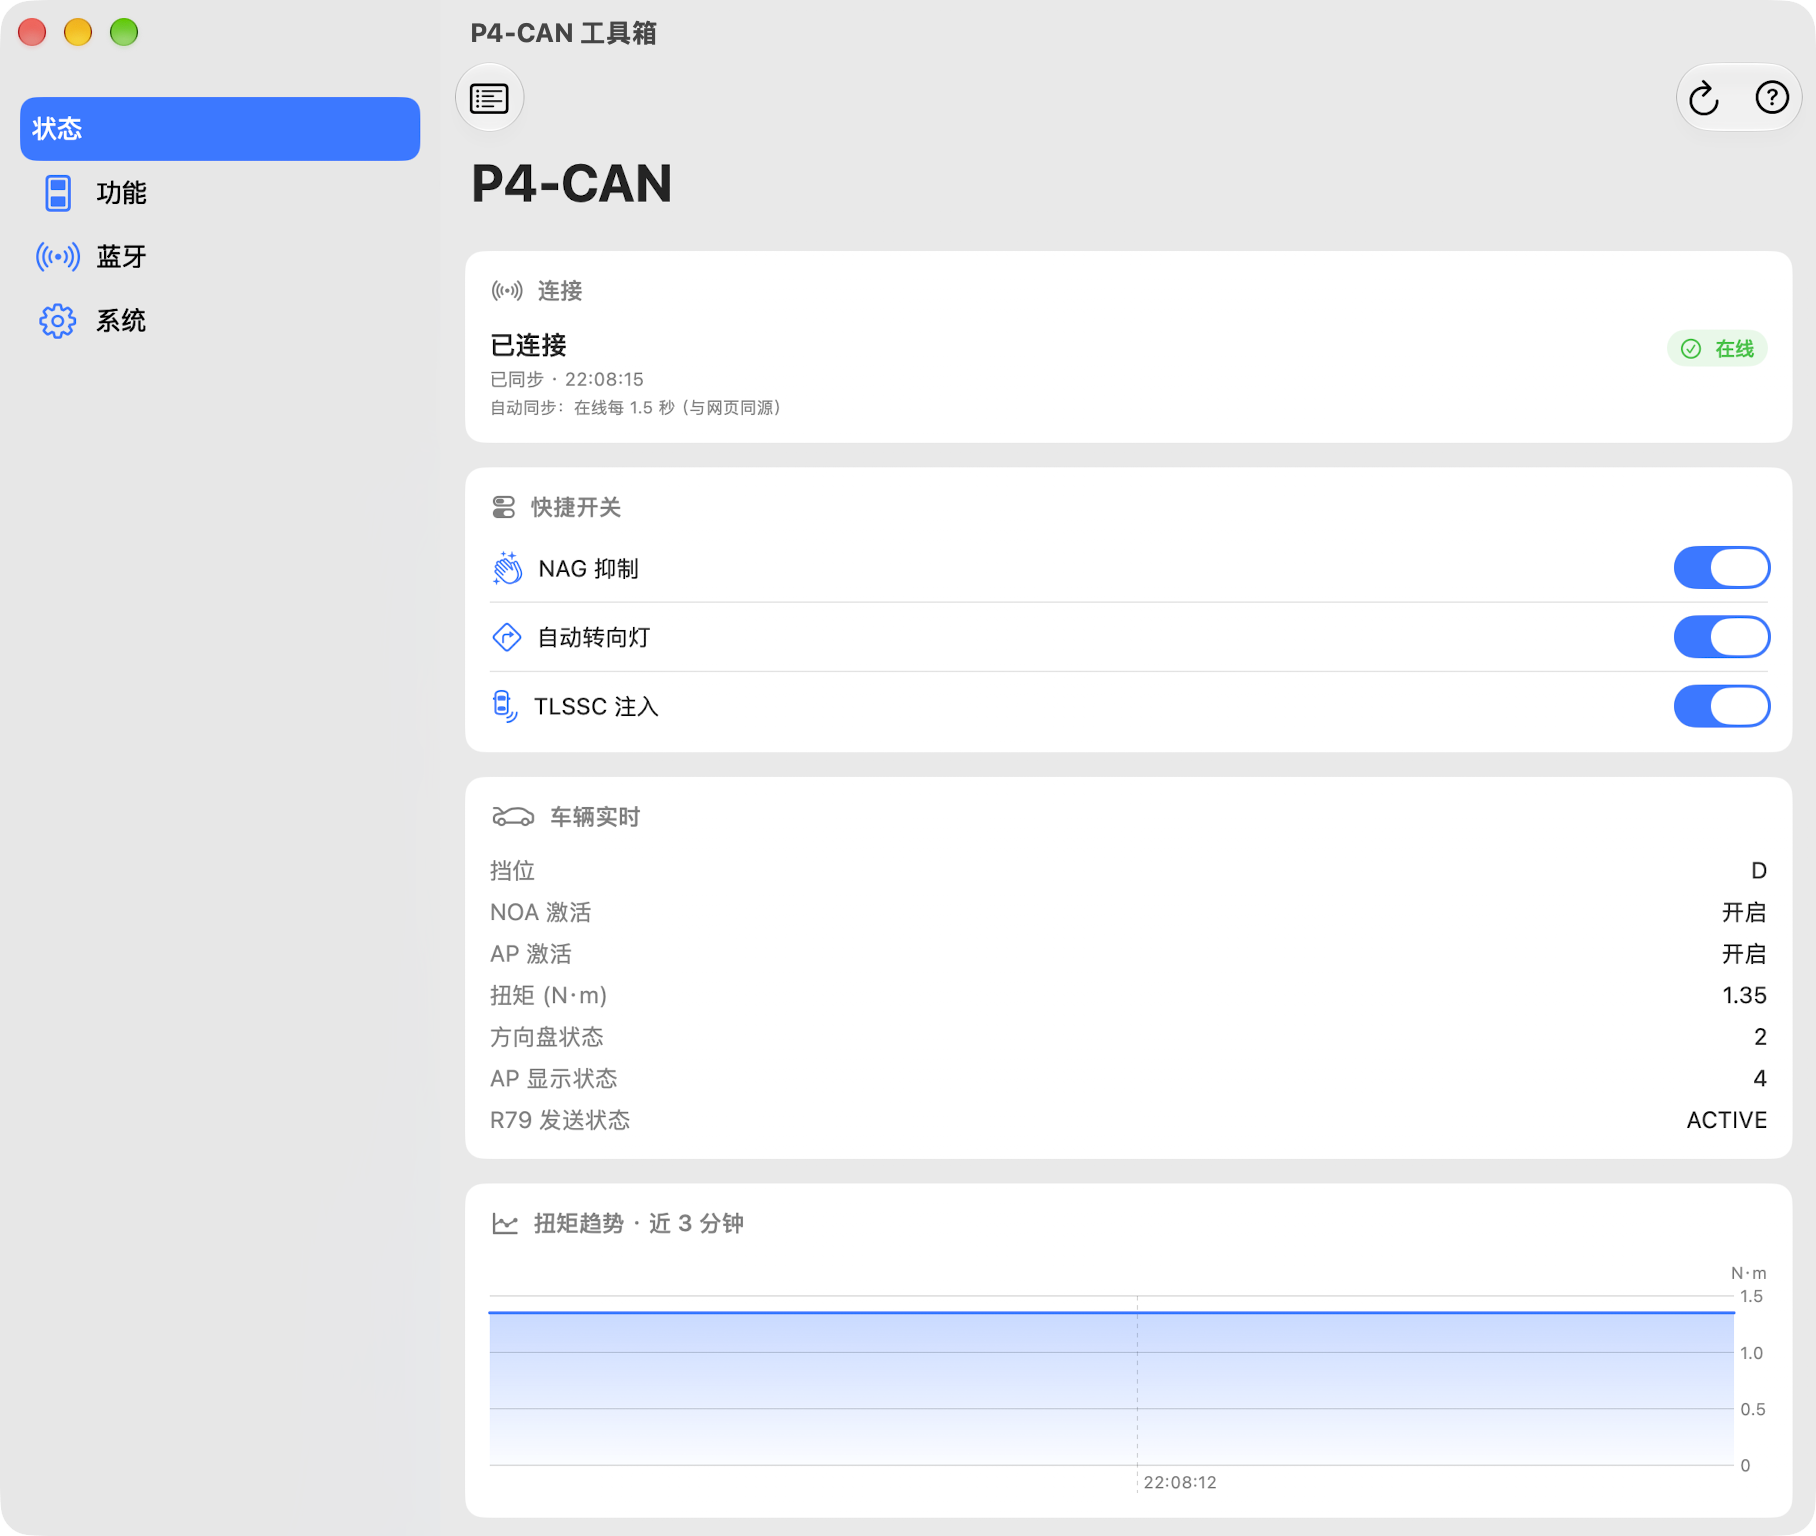 P4-CAN 工具箱
状态
功能
蓝牙
系统
P4-CAN
连接
已连接
在线
已同步 · 22:08:15
自动同步：在线每 1.5 秒（与网页同源）
快捷开关
NAG 抑制
自动转向灯
TLSSC 注入
车辆实时
挡位 D
NOA 激活 开启
AP 激活 开启
扭矩 (N·m) 1.35
方向盘状态 2
AP 显示状态 4
R79 发送状态 ACTIVE
扭矩趋势 · 近 3 分钟
N·m
1.5
1.0
0.5
0
22:08:12